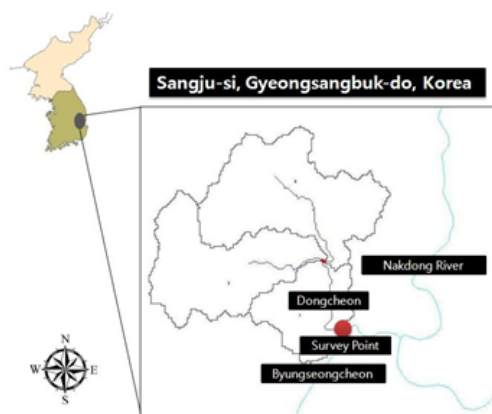 Sangju-si, Gyeongsangbuk-do, Korea
Nakdong River
Dongcheon
Survey Point
Byungseongcheon
N
W
E
S